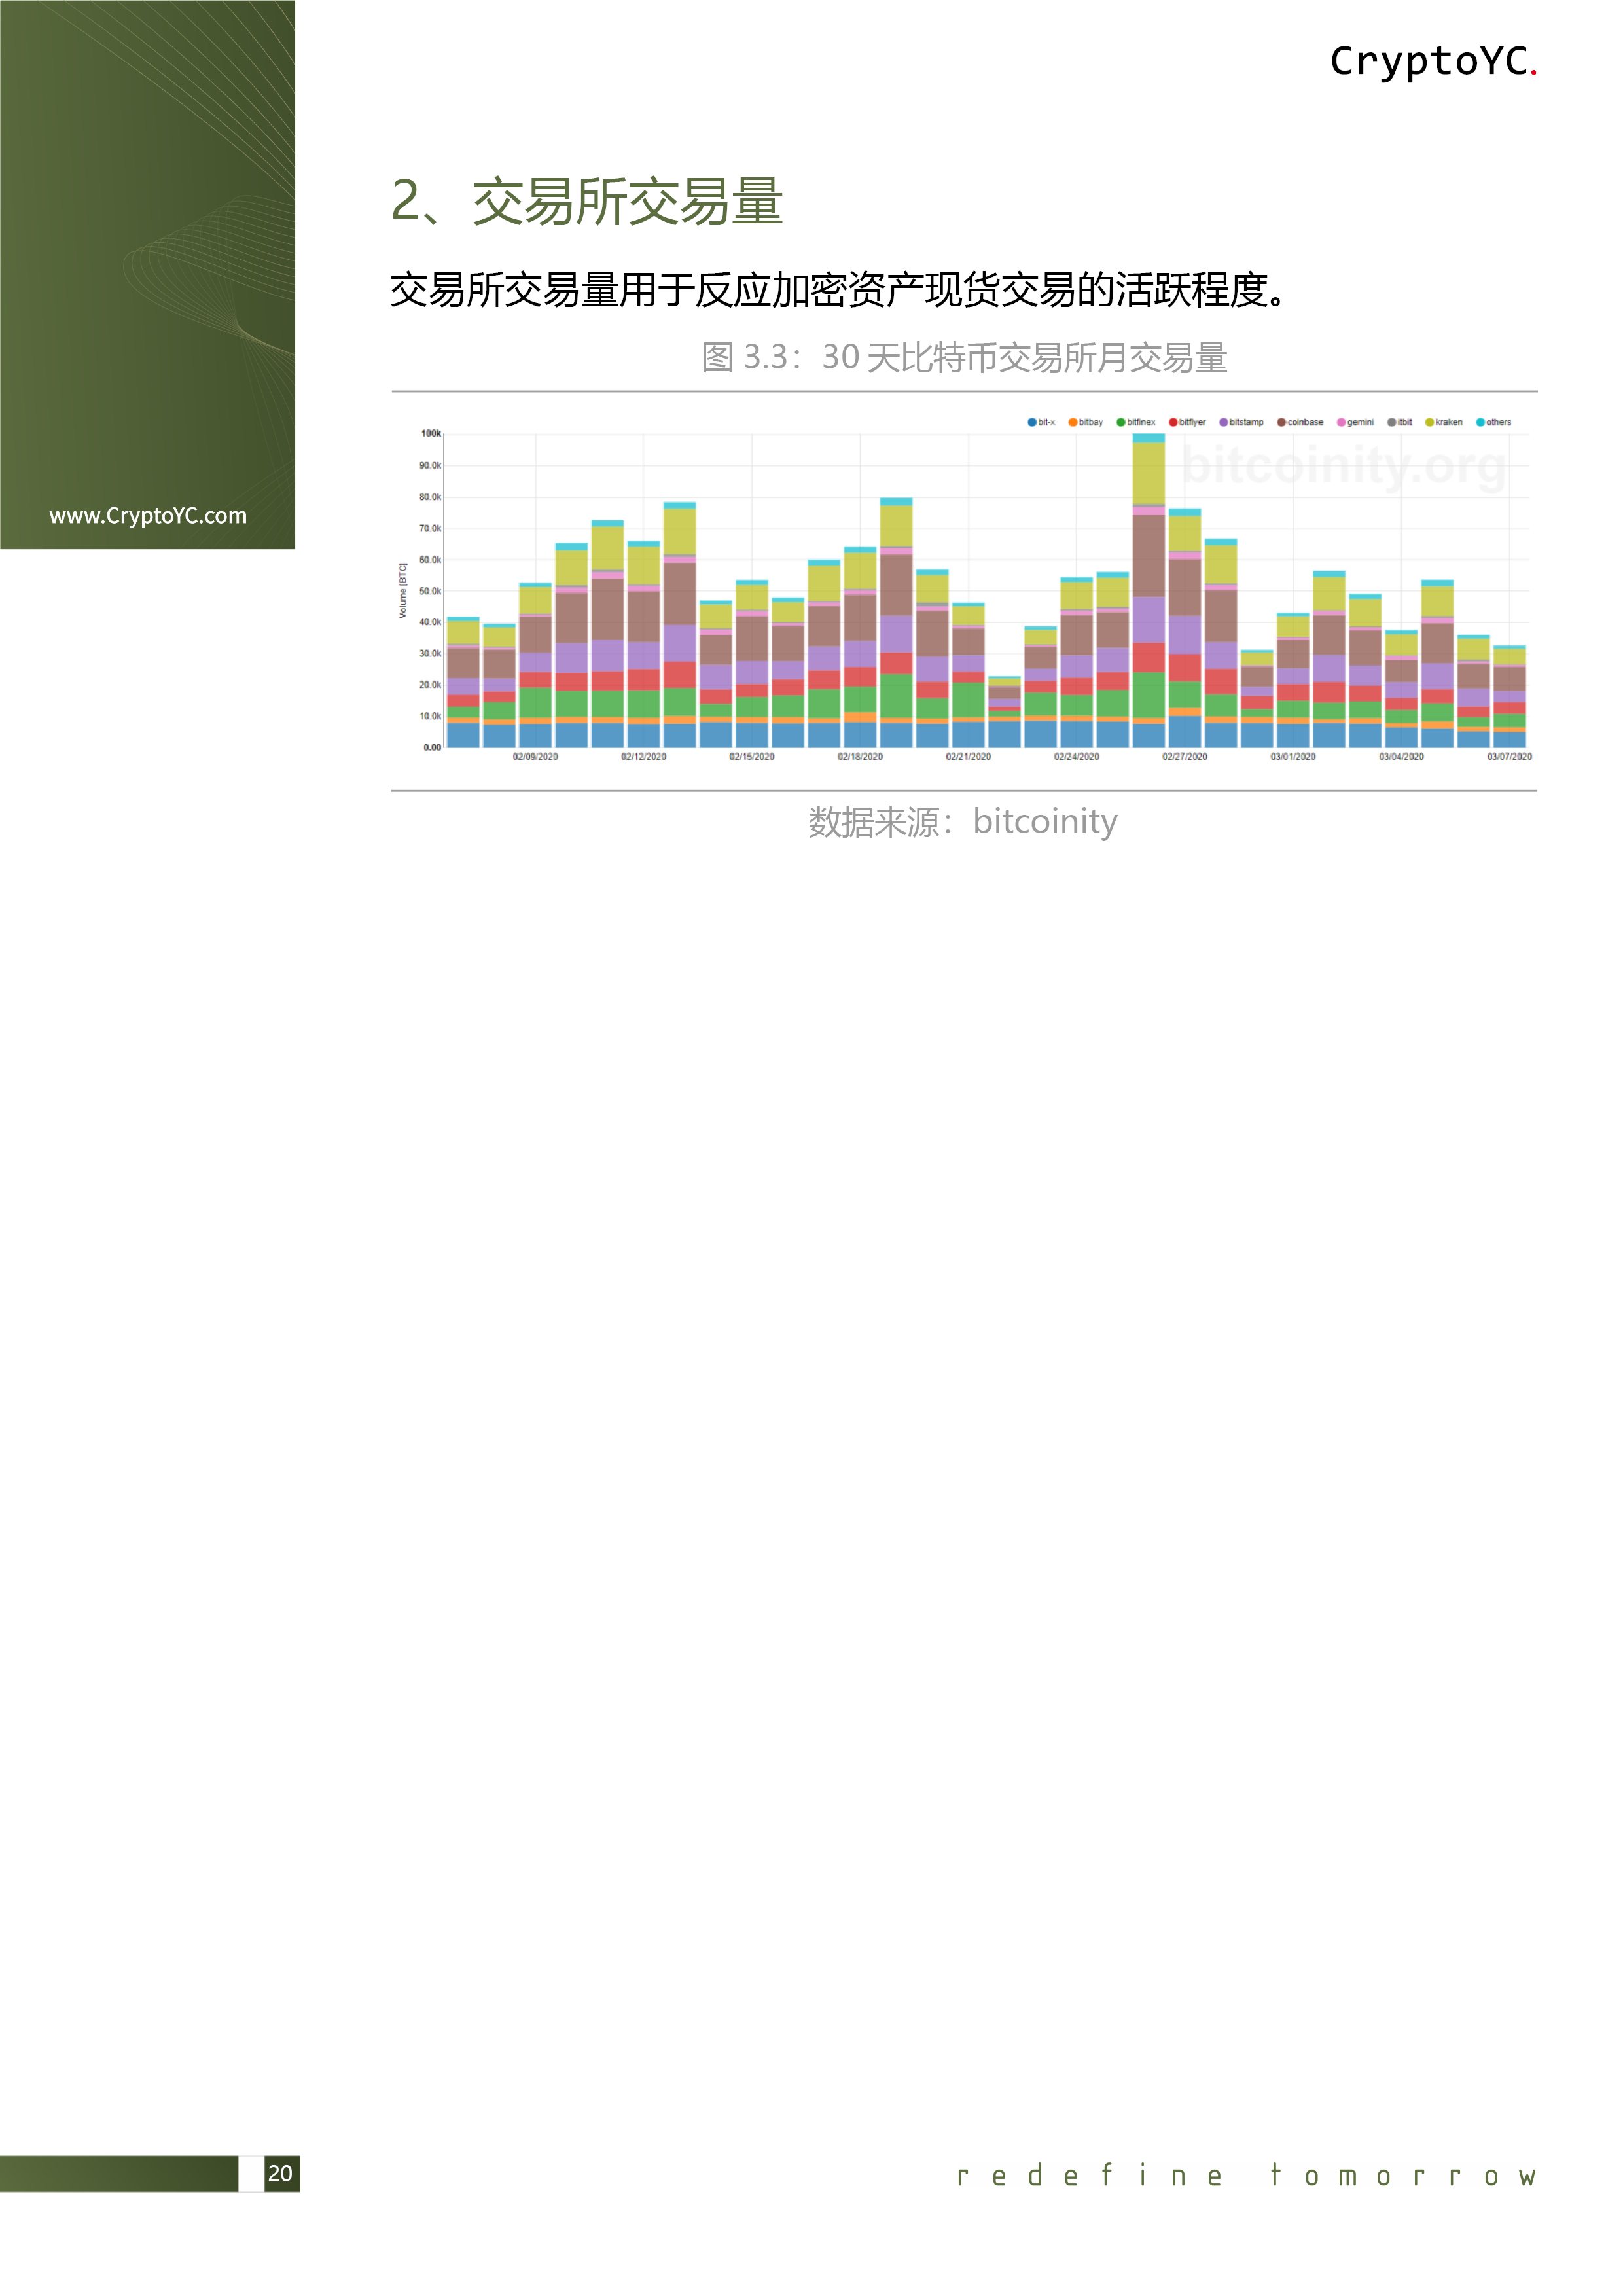 CryptoYC.
www.CryptoYC.com
2、交易所交易量
交易所交易量用于反应加密资产现货交易的活跃程度。
图 3.3：30 天比特币交易所月交易量
bit-x bitbay bitfinex bitflyer bitstamp coinbase gemini itbit kraken others
bitcoinity.org
Volume [BTC]
100k
90.0k
80.0k
70.0k
60.0k
50.0k
40.0k
30.0k
20.0k
10.0k
0.00
02/09/2020 02/12/2020 02/15/2020 02/18/2020 02/21/2020 02/24/2020 02/27/2020 03/01/2020 03/04/2020 03/07/2020
数据来源：bitcoinity
20
redefine tomorrow